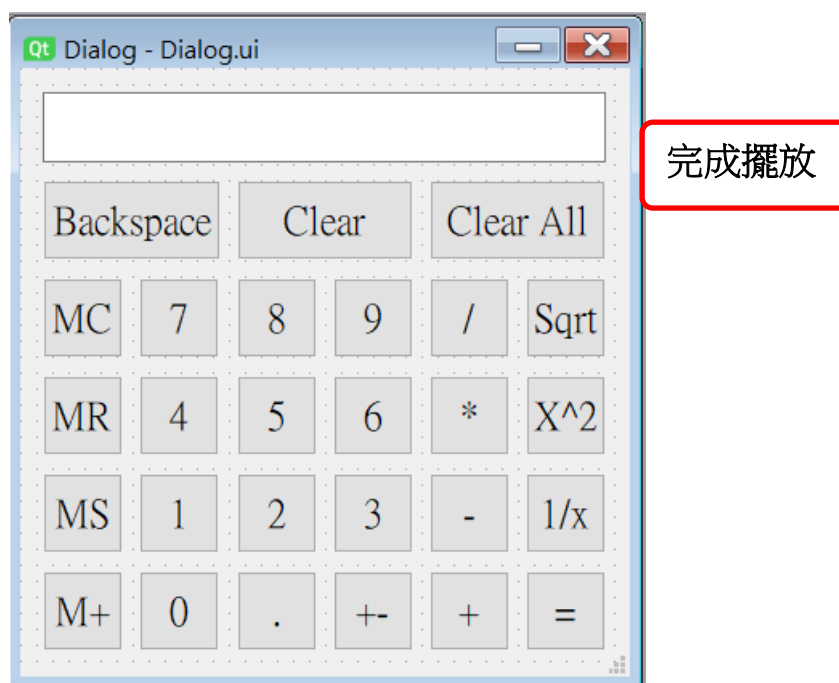 Qt Dialog - Dialog.ui
完成擺放
Backspace Clear Clear All
MC 7 8 9 / Sqrt
MR 4 5 6 * X^2
MS 1 2 3 - 1/x
M+ 0 . +- + =